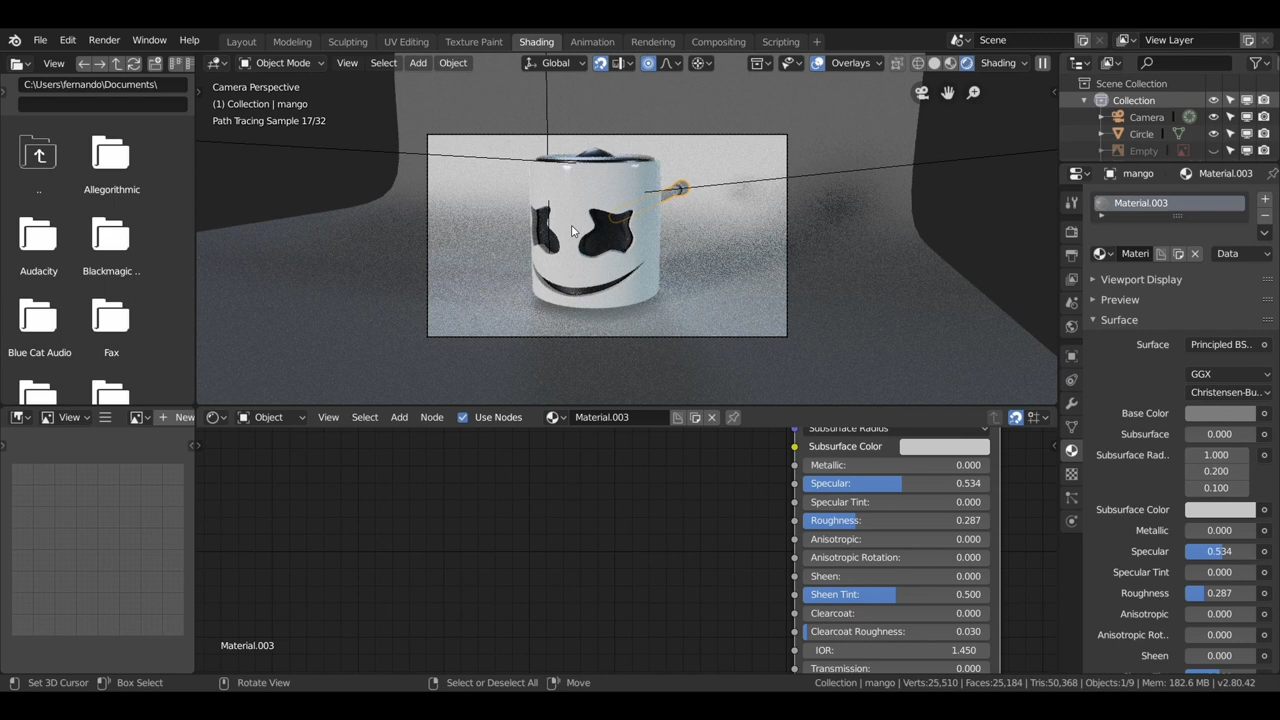 File Edit Render Window Help Layout Modeling Sculpting UV Editing Texture Paint Shading Animation Rendering Compositing Scripting + Scene View Layer
View Object Mode View Select Add Object Global Overlays Shading
C:\Users\fernando\Documents\
..
Allegorithmic
Audacity
Blackmagic ..
Blue Cat Audio
Fax
Camera Perspective
(1) Collection | mango
Path Tracing Sample 17/32
Scene Collection
Collection
Camera
Circle
Empty
mango Material.003
Material.003
Materi Data
Viewport Display
Preview
Surface
Surface Principled BS..
GGX
Christensen-Bu..
Base Color
Subsurface 0.000
Subsurface Rad.. 1.000
0.200
0.100
Subsurface Color
Metallic 0.000
Specular 0.534
Specular Tint 0.000
Roughness 0.287
Anisotropic 0.000
Anisotropic Rot.. 0.000
Sheen 0.000
View New Object View Select Add Node Use Nodes Material.003
Subsurface Radius
Subsurface Color
Metallic: 0.000
Specular: 0.534
Specular Tint: 0.000
Roughness: 0.287
Anisotropic: 0.000
Anisotropic Rotation: 0.000
Sheen: 0.000
Sheen Tint: 0.500
Clearcoat: 0.000
Clearcoat Roughness: 0.030
IOR: 1.450
Transmission: 0.000
Material.003
Set 3D Cursor Box Select Rotate View Select or Deselect All Move Collection | mango | Verts:25,510 | Faces:25,184 | Tris:50,368 | Objects:1/9 | Mem: 182.6 MB | v2.80.42